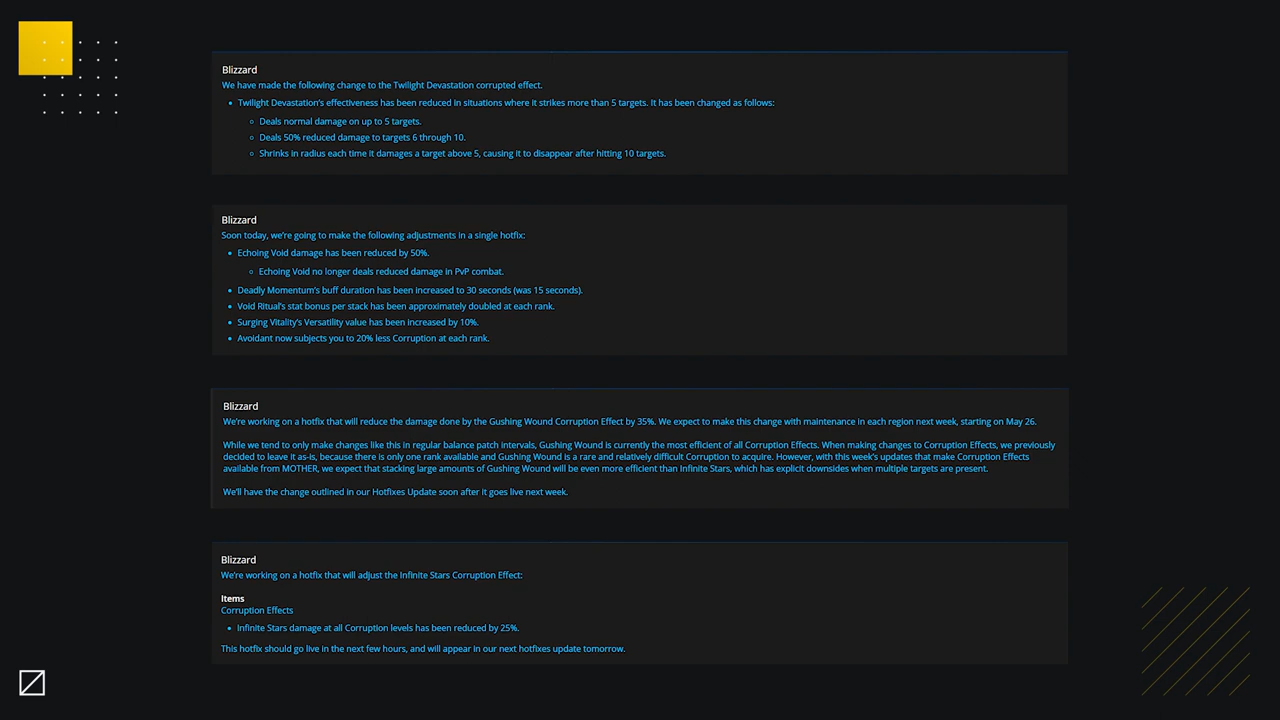 Blizzard
We have made the following change to the Twilight Devastation corrupted effect.
• Twilight Devastation's effectiveness has been reduced in situations where it strikes more than 5 targets. It has been changed as follows:
◦ Deals normal damage on up to 5 targets.
◦ Deals 50% reduced damage to targets 6 through 10.
◦ Shrinks in radius each time it damages a target above 5, causing it to disappear after hitting 10 targets.
Blizzard
Soon today, we're going to make the following adjustments in a single hotfix:
• Echoing Void damage has been reduced by 50%.
◦ Echoing Void no longer deals reduced damage in PvP combat.
• Deadly Momentum's buff duration has been increased to 30 seconds (was 15 seconds).
• Void Ritual's stat bonus per stack has been approximately doubled at each rank.
• Surging Vitality's Versatility value has been increased by 10%.
• Avoidant now subjects you to 20% less Corruption at each rank.
Blizzard
We're working on a hotfix that will reduce the damage done by the Gushing Wound Corruption Effect by 35%. We expect to make this change with maintenance in each region next week, starting on May 26.
While we tend to only make changes like this in regular balance patch intervals, Gushing Wound is currently the most efficient of all Corruption Effects. When making changes to Corruption Effects, we previously
decided to leave it as-is, because there is only one rank available and Gushing Wound is a rare and relatively difficult Corruption to acquire. However, with this week's updates that make Corruption Effects
available from MOTHER, we expect that stacking large amounts of Gushing Wound will be even more efficient than Infinite Stars, which has explicit downsides when multiple targets are present.
We'll have the change outlined in our Hotfixes Update soon after it goes live next week.
Blizzard
We're working on a hotfix that will adjust the Infinite Stars Corruption Effect:
Items
Corruption Effects
• Infinite Stars damage at all Corruption levels has been reduced by 25%.
This hotfix should go live in the next few hours, and will appear in our next hotfixes update tomorrow.